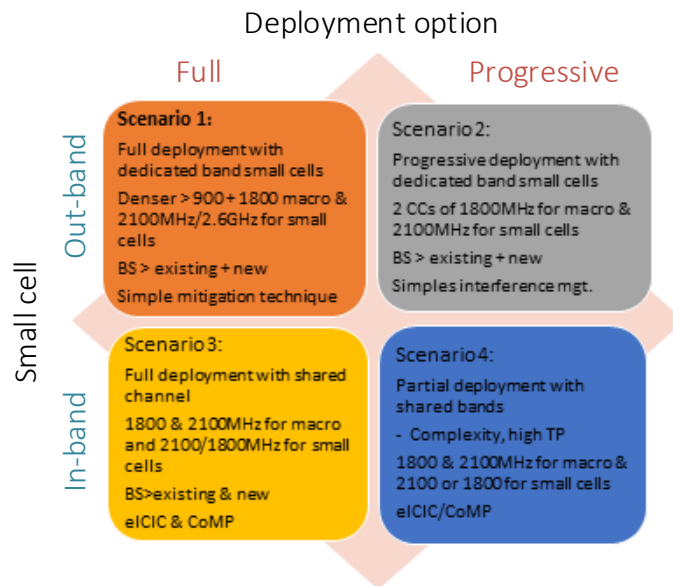 Deployment option
Full
Progressive
Small cell
Out-band
In-band
Scenario 1:
Full deployment with
dedicated band small cells
Denser > 900 + 1800 macro &
2100MHz/2.6GHz for small
cells
BS > existing + new
Simple mitigation technique
Scenario 2:
Progressive deployment with
dedicated band small cells
2 CCs of 1800MHz for macro &
2100MHz for small cells
BS > existing + new
Simples interference mgt.
Scenario 3:
Full deployment with shared
channel
1800 & 2100MHz for macro
and 2100/1800MHz for small
cells
BS>existing & new
eICIC & CoMP
Scenario 4:
Partial deployment with
shared bands
- Complexity, high TP
1800 & 2100MHz for macro &
2100 or 1800 for small cells
eICIC/CoMP